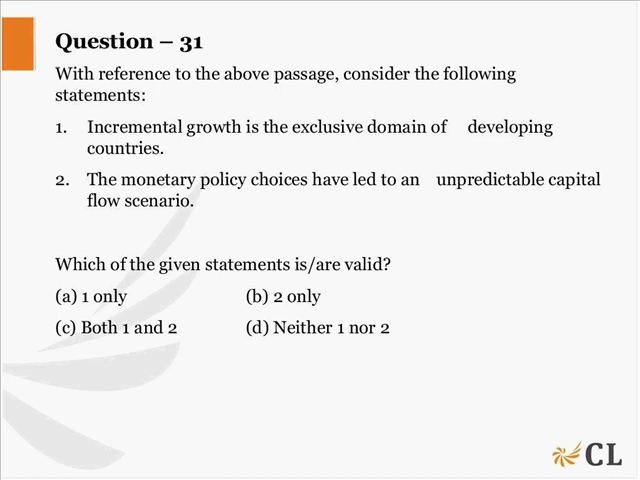 Question – 31
With reference to the above passage, consider the following
statements:
1. Incremental growth is the exclusive domain of developing
countries.
2. The monetary policy choices have led to an unpredictable capital
flow scenario.
Which of the given statements is/are valid?
(a) 1 only (b) 2 only
(c) Both 1 and 2 (d) Neither 1 nor 2
CL